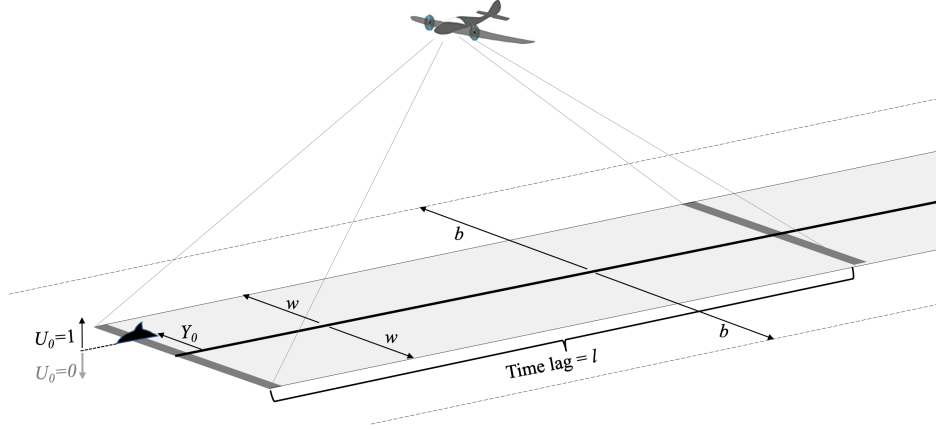 b
w
U₀=1
Y₀
w
b
U₀=0
Time lag = l